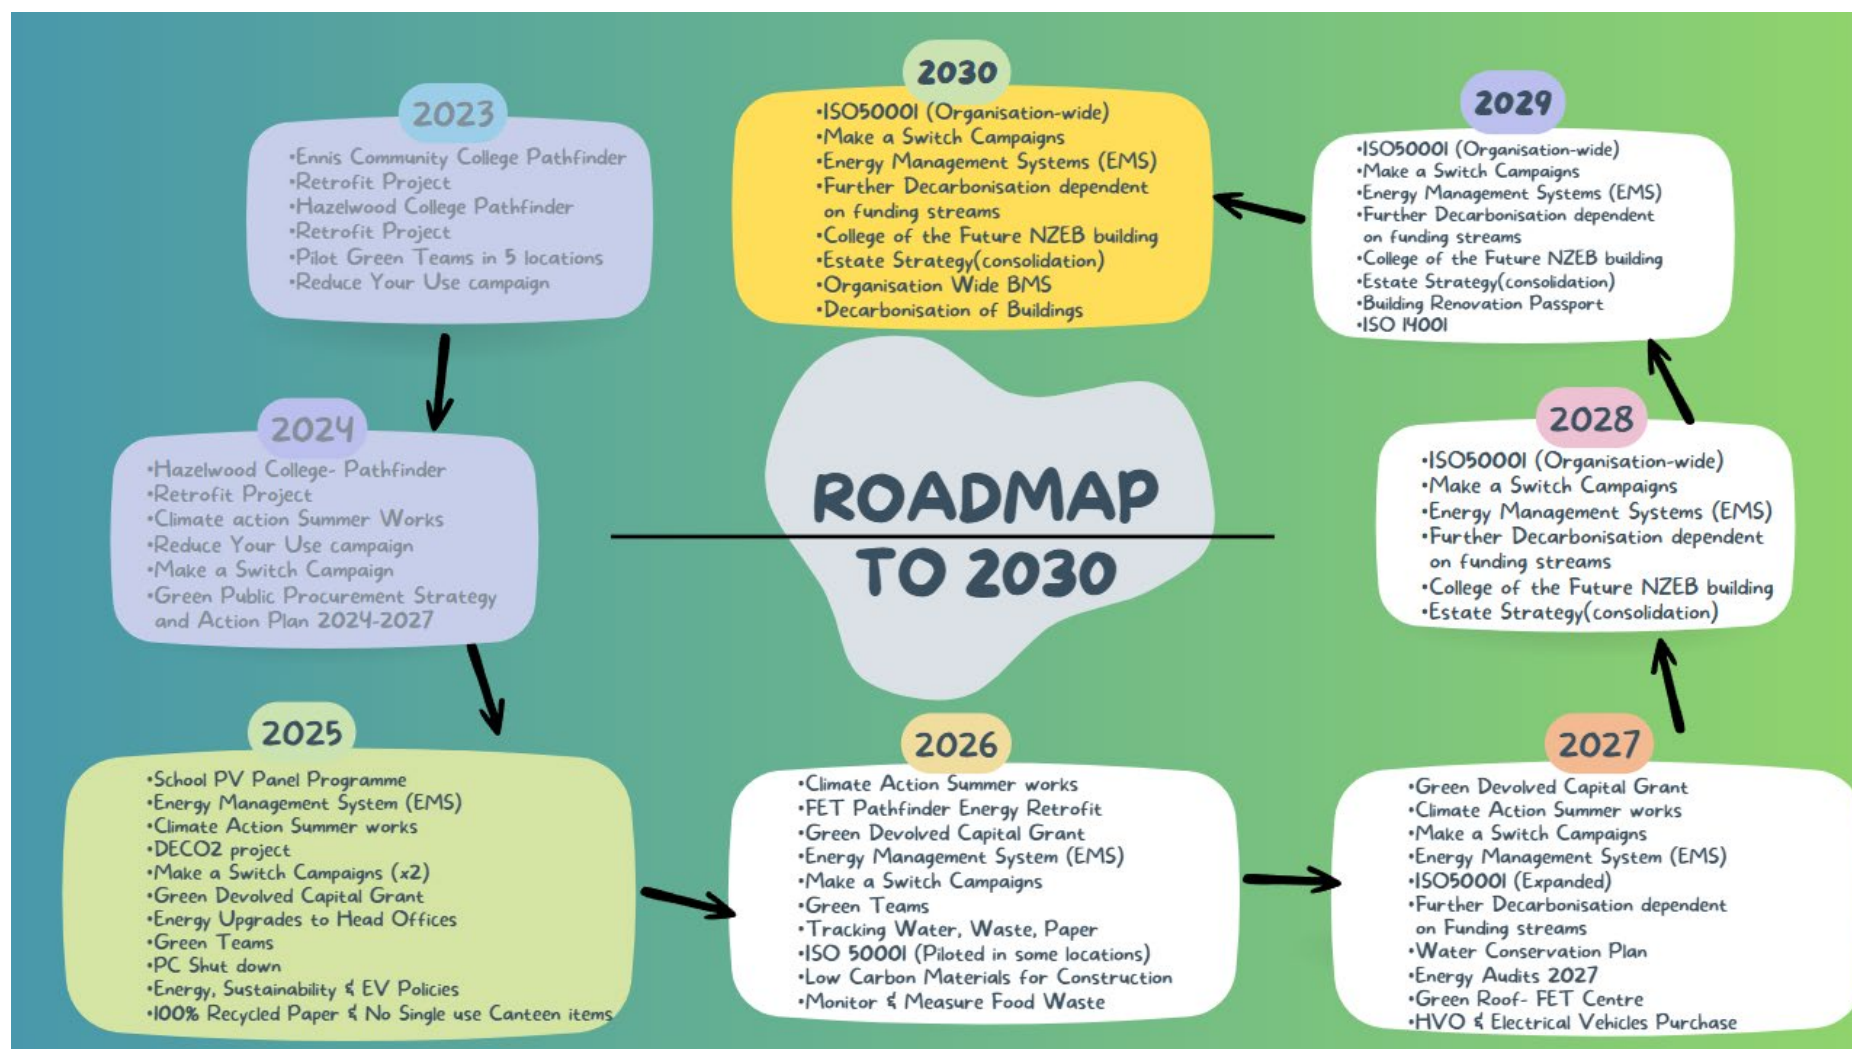 2023
•Ennis Community College Pathfinder
•Retrofit Project
•Hazelwood College Pathfinder
•Retrofit Project
•Pilot Green Teams in 5 locations
•Reduce Your Use campaign
2024
•Hazelwood College- Pathfinder
•Retrofit Project
•Climate action Summer Works
•Reduce Your Use campaign
•Make a Switch Campaign
•Green Public Procurement Strategy
and Action Plan 2024-2027
2025
•School PV Panel Programme
•Energy Management System (EMS)
•Climate Action Summer works
•DECO2 project
•Make a Switch Campaigns (x2)
•Green Devolved Capital Grant
•Energy Upgrades to Head Offices
•Green Teams
•PC Shut down
•Energy, Sustainability & EV Policies
•100% Recycled Paper & No Single use Canteen items
2026
•Climate Action Summer works
•FET Pathfinder Energy Retrofit
•Green Devolved Capital Grant
•Energy Management System (EMS)
•Make a Switch Campaigns
•Green Teams
•Tracking Water, Waste, Paper
•ISO 50001 (Piloted in some locations)
•Low Carbon Materials for Construction
•Monitor & Measure Food Waste
2027
•Green Devolved Capital Grant
•Climate Action Summer works
•Make a Switch Campaigns
•Energy Management System (EMS)
•ISO50001 (Expanded)
•Further Decarbonisation dependent
on Funding streams
•Water Conservation Plan
•Energy Audits 2027
•Green Roof- FET Centre
•HVO & Electrical Vehicles Purchase
2028
•ISO50001 (Organisation-wide)
•Make a Switch Campaigns
•Energy Management Systems (EMS)
•Further Decarbonisation dependent
on funding streams
•College of the Future NZEB building
•Estate Strategy(consolidation)
2029
•ISO50001 (Organisation-wide)
•Make a Switch Campaigns
•Energy Management Systems (EMS)
•Further Decarbonisation dependent
on funding streams
•College of the Future NZEB building
•Estate Strategy(consolidation)
•Building Renovation Passport
•ISO 14001
2030
•ISO50001 (Organisation-wide)
•Make a Switch Campaigns
•Energy Management Systems (EMS)
•Further Decarbonisation dependent
on funding streams
•College of the Future NZEB building
•Estate Strategy(consolidation)
•Organisation Wide BMS
•Decarbonisation of Buildings
ROADMAP
TO 2030